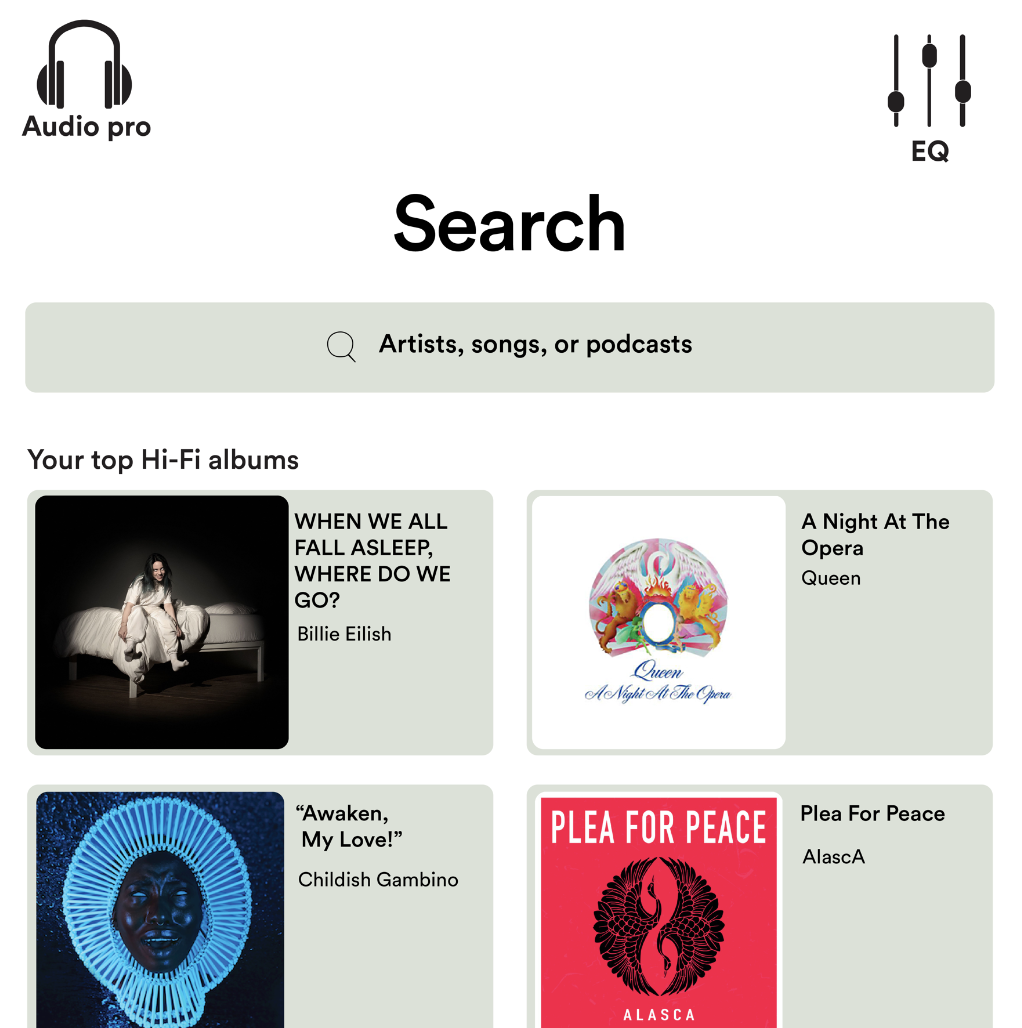 Audio pro
EQ
Search
Artists, songs, or podcasts
Your top Hi-Fi albums
WHEN WE ALL
FALL ASLEEP,
WHERE DO WE
GO?
Billie Eilish
Queen
A Night At The Opera
A Night At The
Opera
Queen
“Awaken,
My Love!”
Childish Gambino
PLEA FOR PEACE
ALASCA
Plea For Peace
AlascA